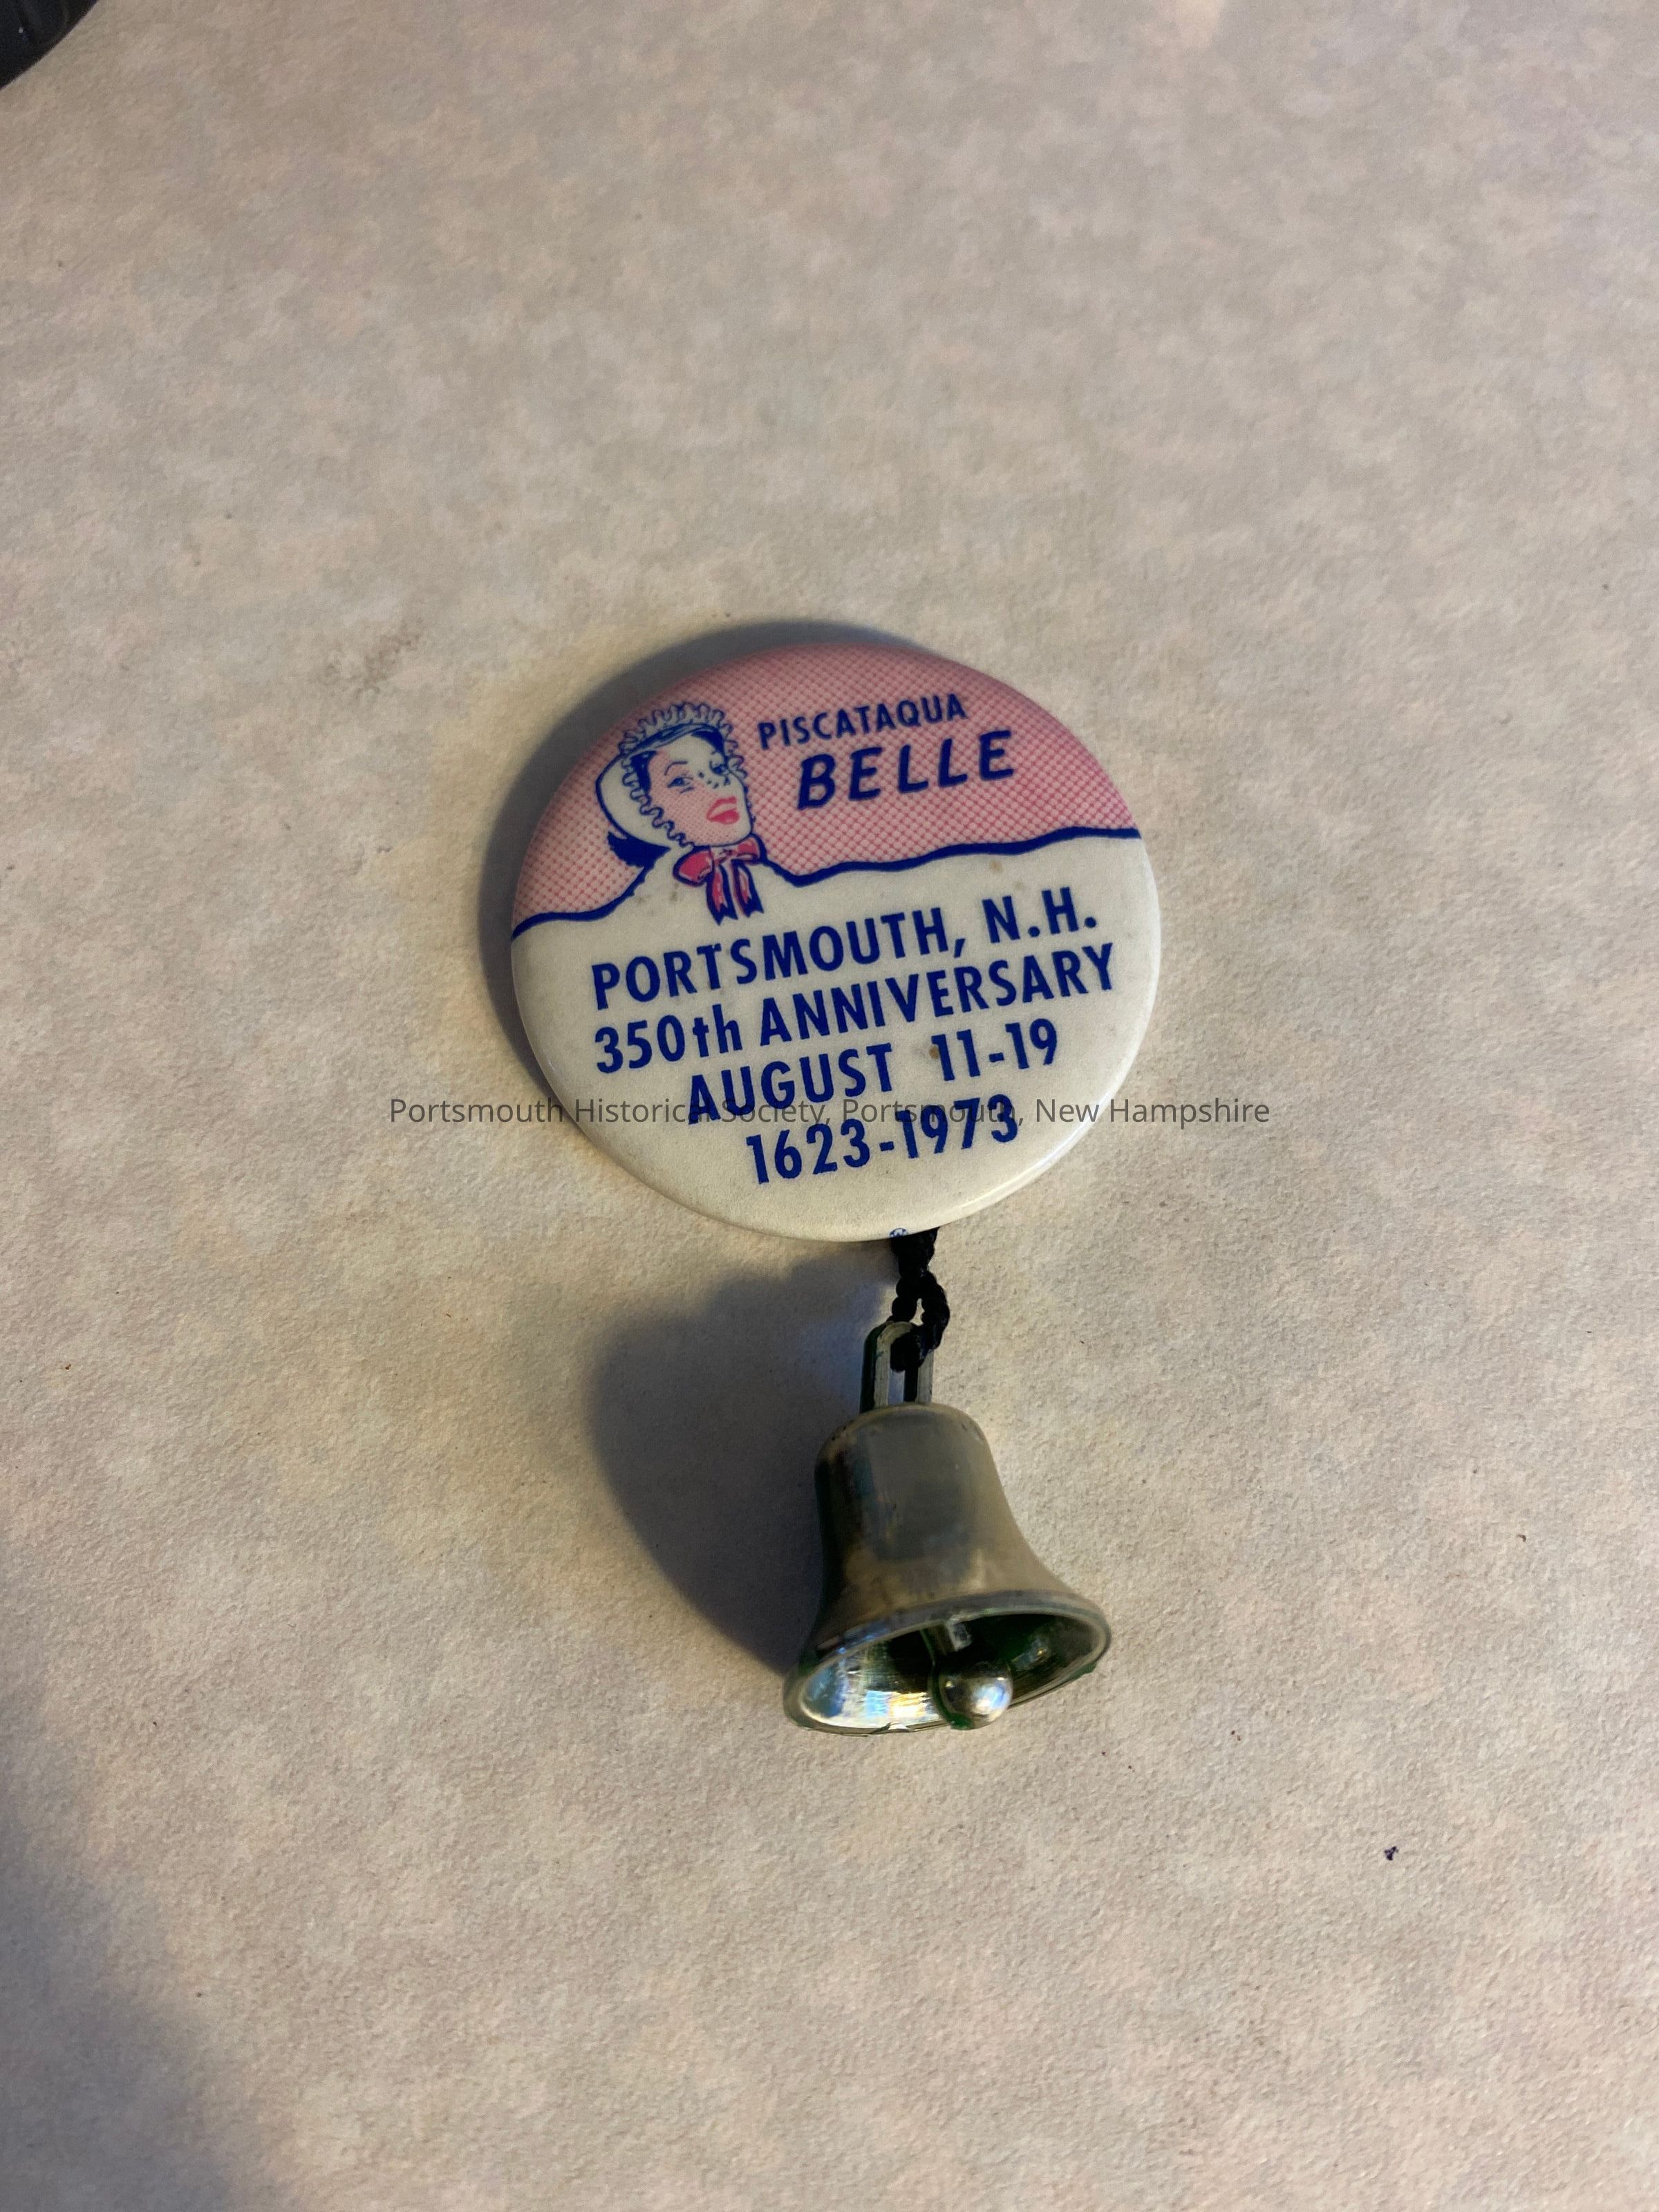 PISCATAQUA
BELLE
PORTSMOUTH, N.H.
350th ANNIVERSARY
AUGUST 11-19
1623-1973
Portsmouth Historical Society, Portsmouth, New Hampshire